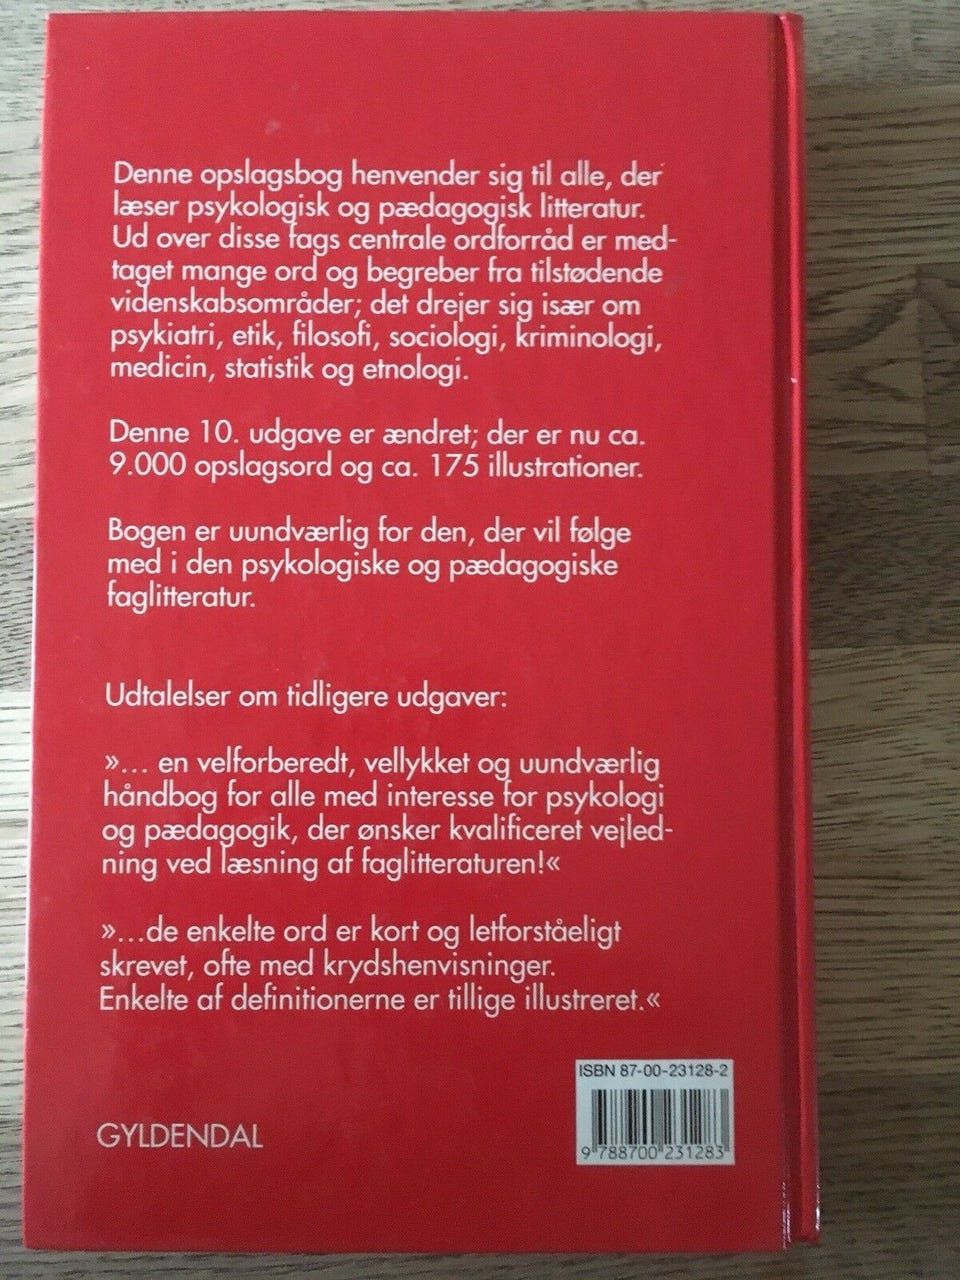 Denne opslagsbog henvender sig til alle, der
læser psykologisk og pædagogisk litteratur.
Ud over disse fags centrale ordforråd er med-
taget mange ord og begreber fra tilstødende
videnskabsområder; det drejer sig især om
psykiatri, etik, filosofi, sociologi, kriminologi,
medicin, statistik og etnologi.
Denne 10. udgave er ændret; der er nu ca.
9.000 opslagsord og ca. 175 illustrationer.
Bogen er uundværlig for den, der vil følge
med i den psykologiske og pædagogiske
faglitteratur.
Udtalelser om tidligere udgaver:
»... en velforberedt, vellykket og uundværlig
håndbog for alle med interesse for psykologi
og pædagogik, der ønsker kvalificeret vejled-
ning ved læsning af faglitteraturen!«
»...de enkelte ord er kort og letforståeligt
skrevet, ofte med krydshenvisninger.
Enkelte af definitionerne er tillige illustreret.«
ISBN 87-00-23128-2
9 788700 231283
GYLDENDAL